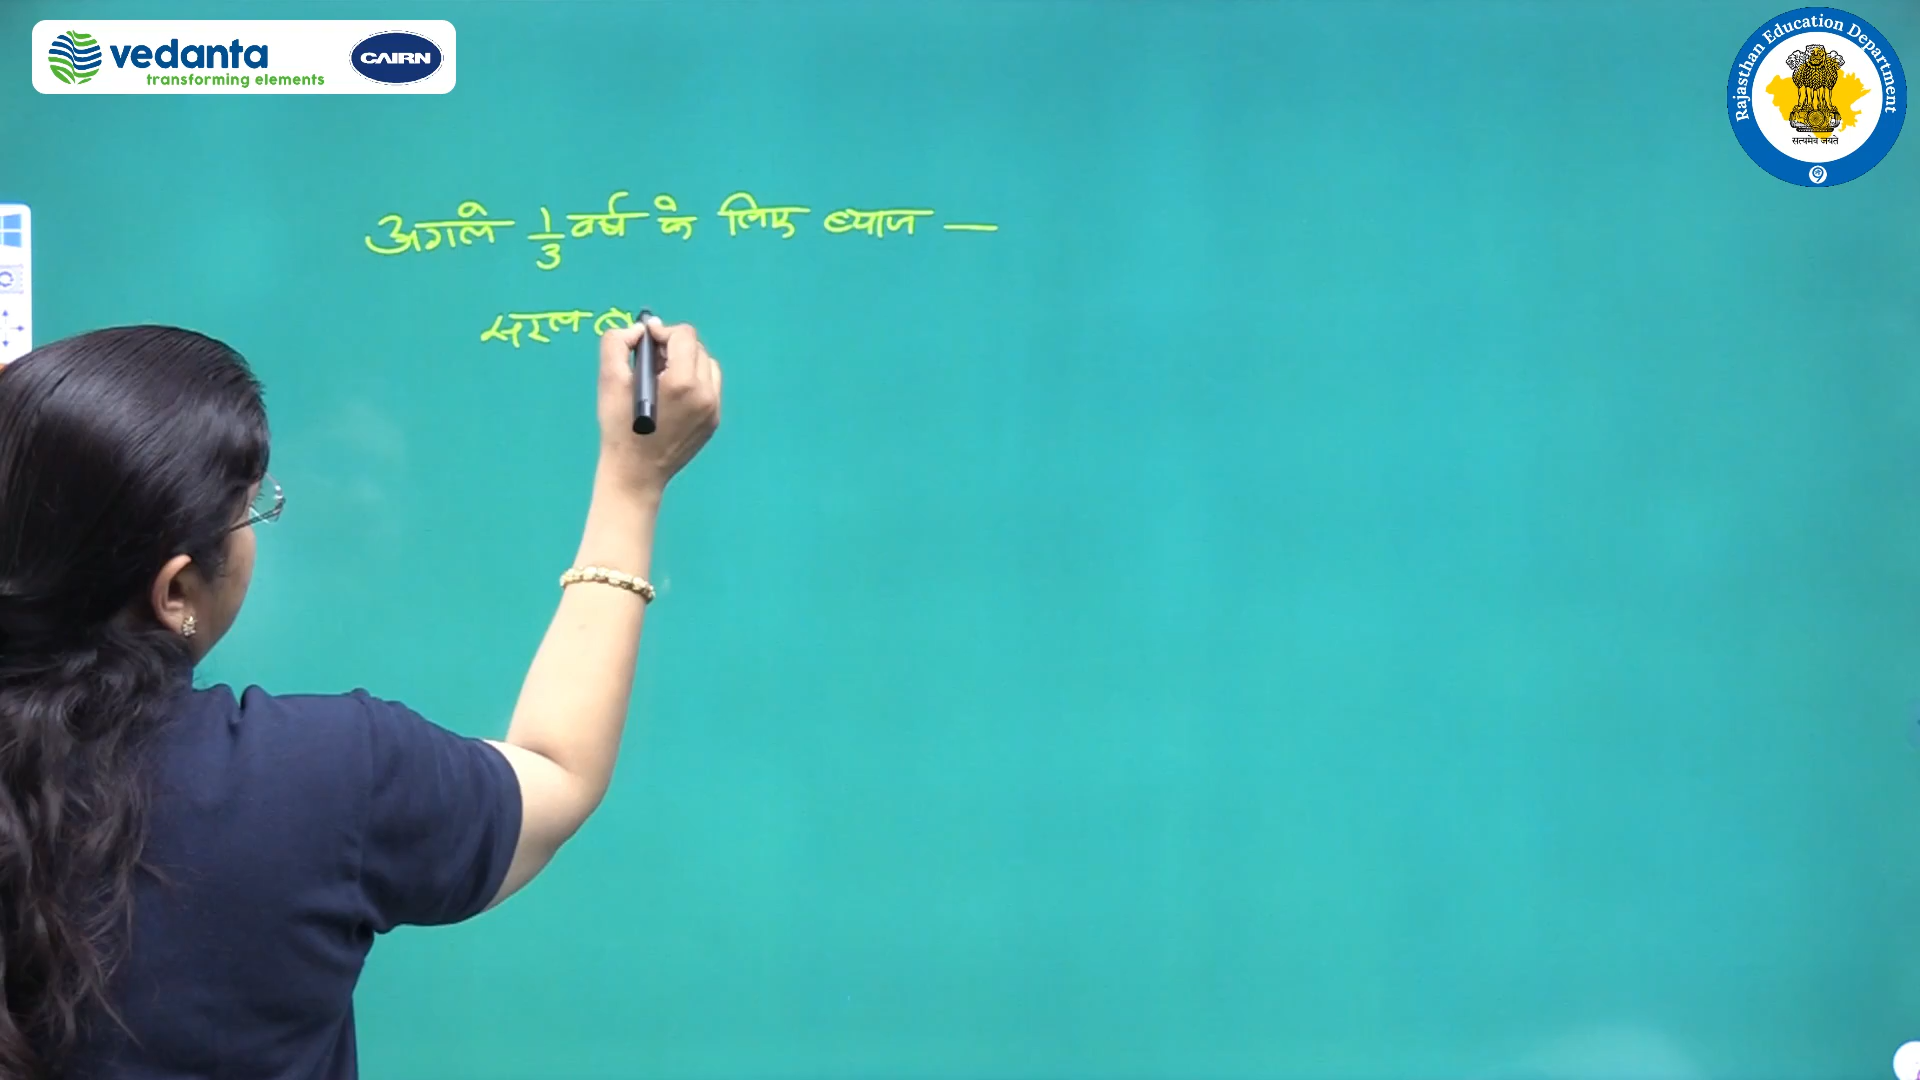 vedanta
transforming elements
CAIRN
Rajasthan Education Department
सत्यमेव जयते
अगले 1/3 वर्ष के लिए ब्याज —
सरल